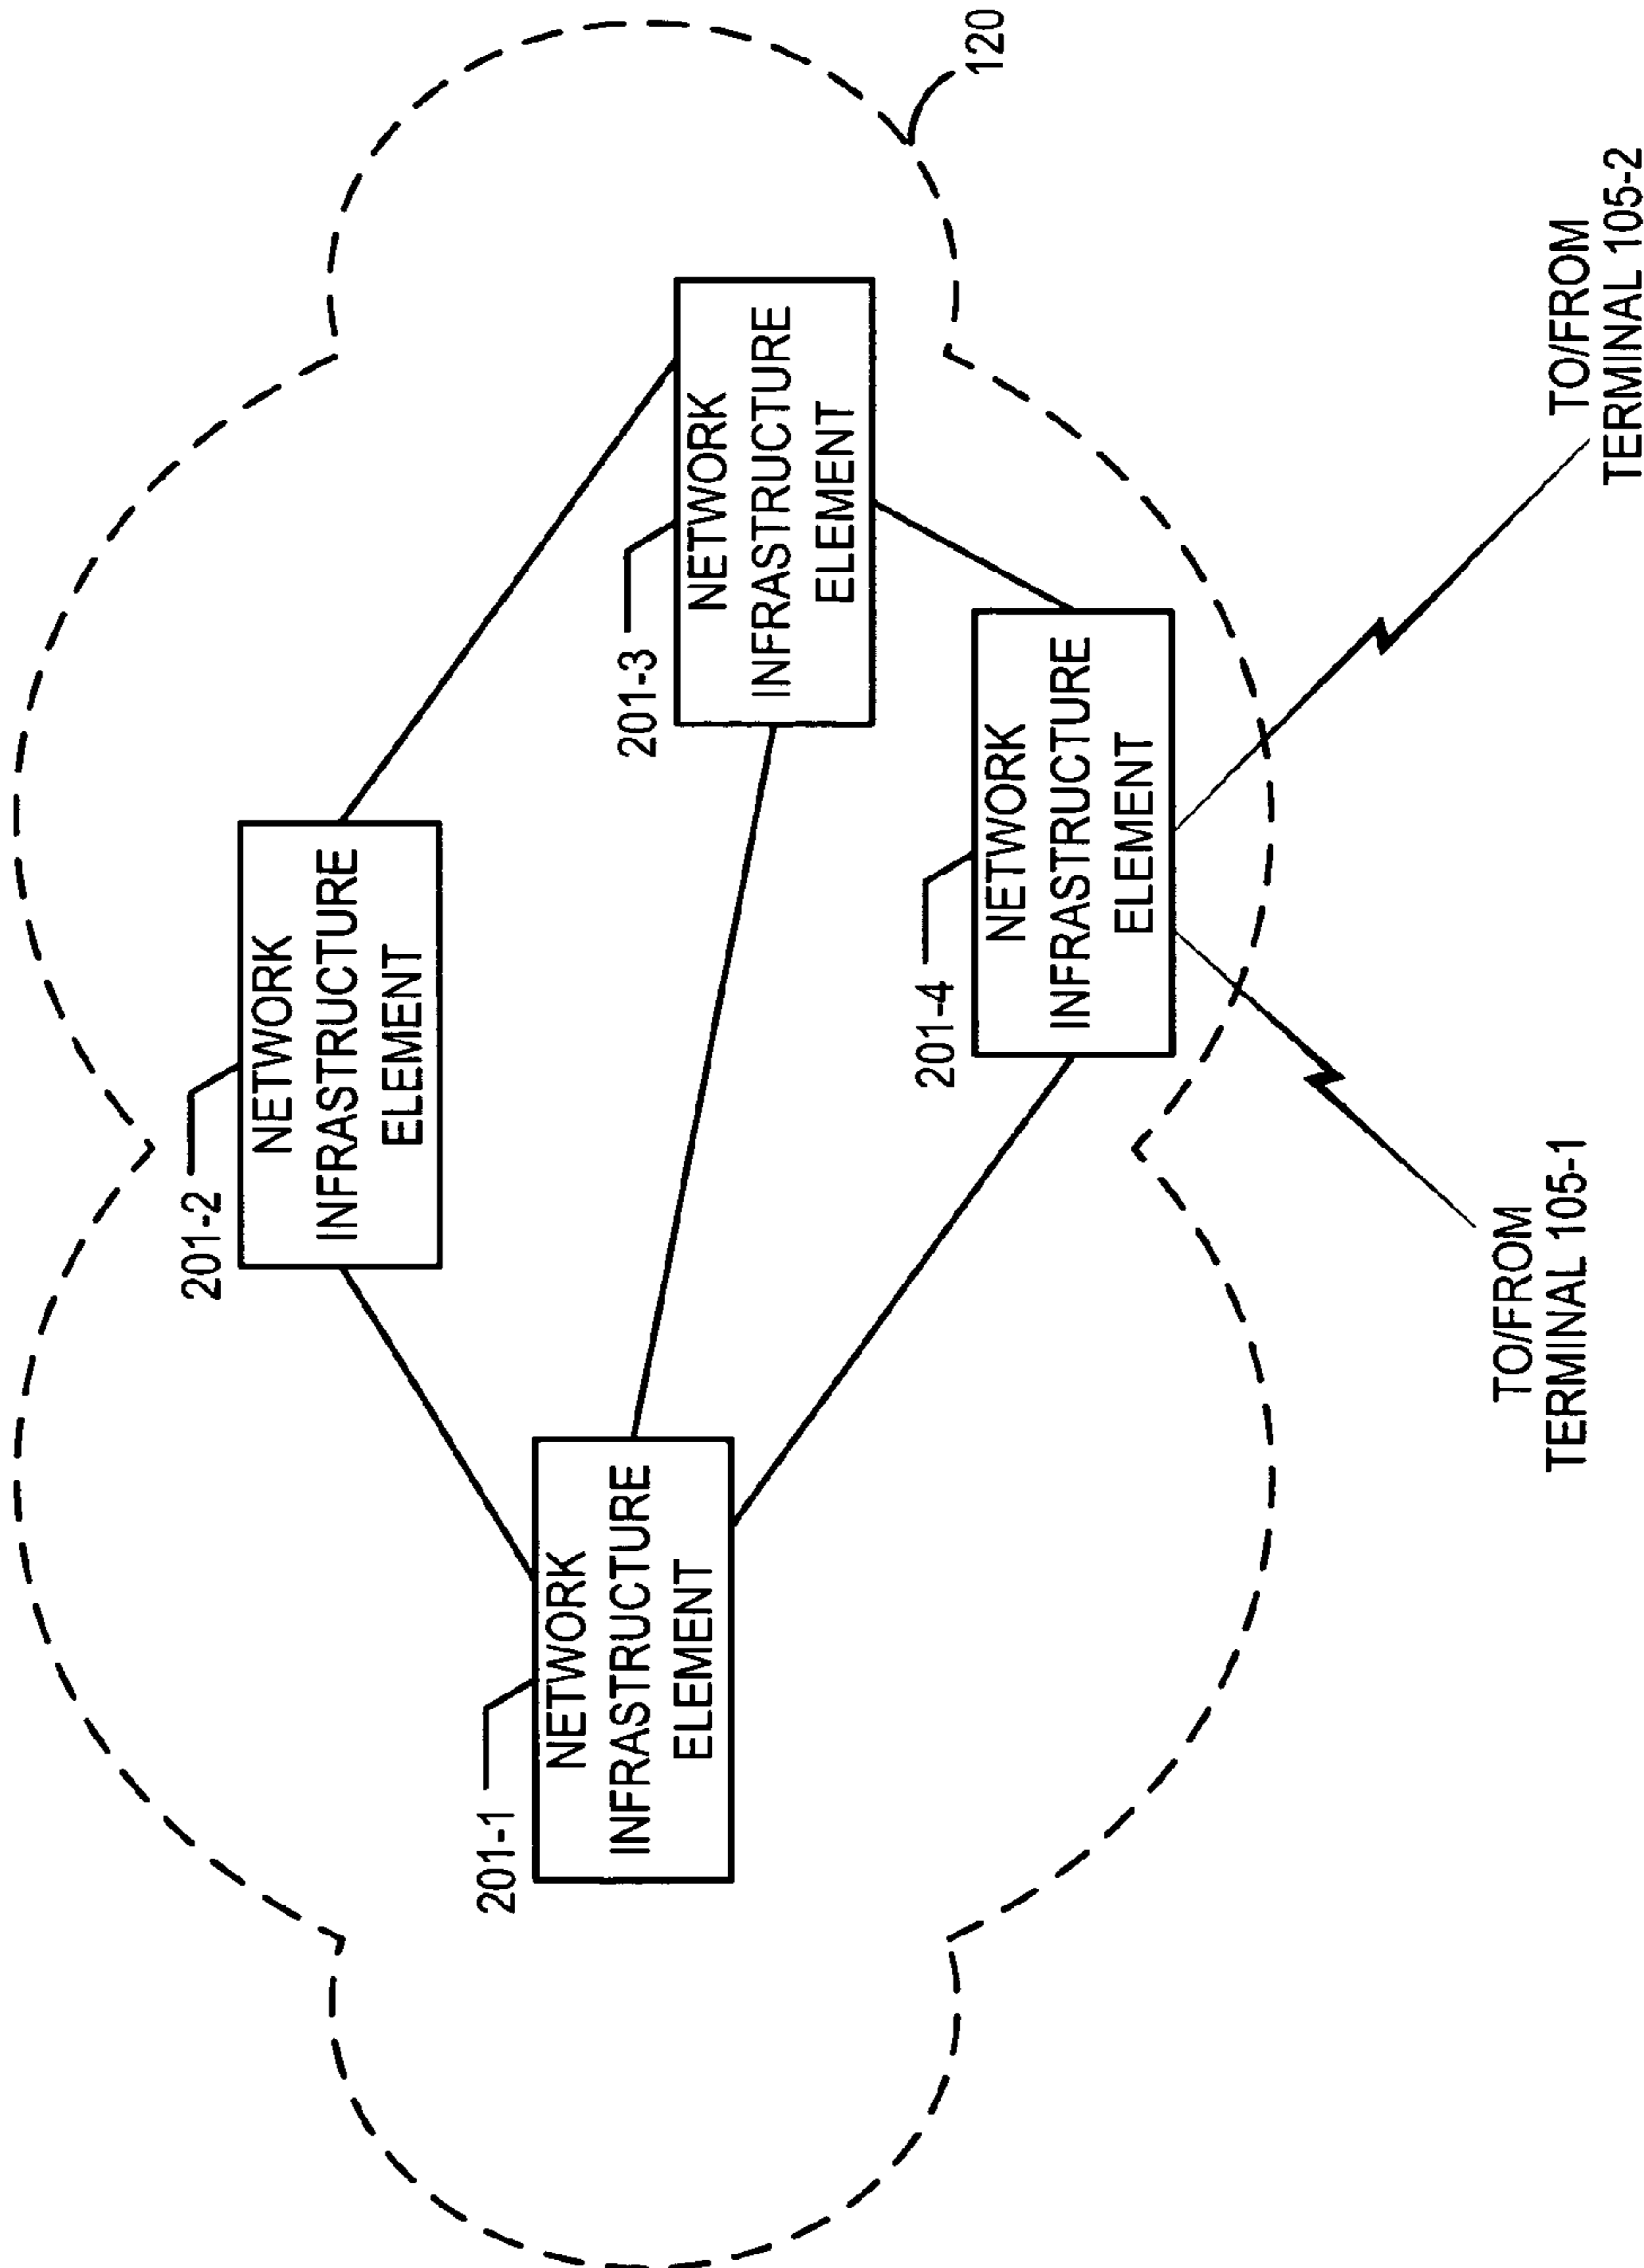 120
201-2
NETWORK
INFRASTRUCTURE
ELEMENT
201-1
NETWORK
INFRASTRUCTURE
ELEMENT
201-3
NETWORK
INFRASTRUCTURE
ELEMENT
201-4
NETWORK
INFRASTRUCTURE
ELEMENT
TO/FROM
TERMINAL 105-1
TO/FROM
TERMINAL 105-2